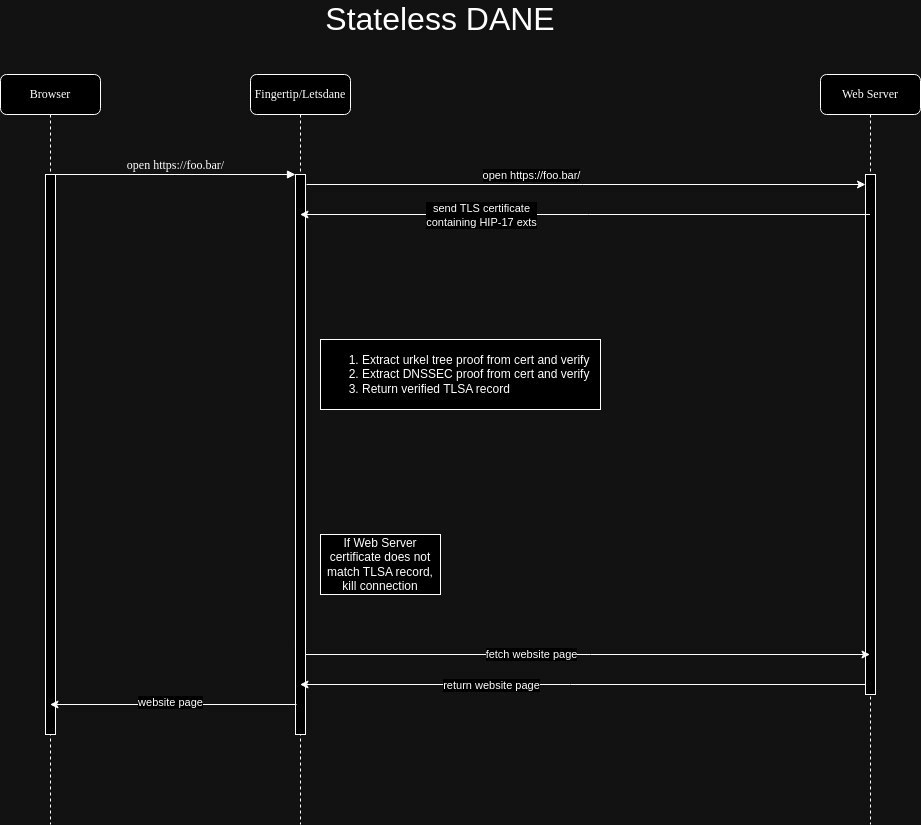 Stateless DANE
Browser
Fingertip/Letsdane
Web Server
open https://foo.bar/
open https://foo.bar/
send TLS certificate
containing HIP-17 exts
1. Extract urkel tree proof from cert and verify
2. Extract DNSSEC proof from cert and verify
3. Return verified TLSA record
If Web Server
certificate does not
match TLSA record,
kill connection
fetch website page
return website page
website page